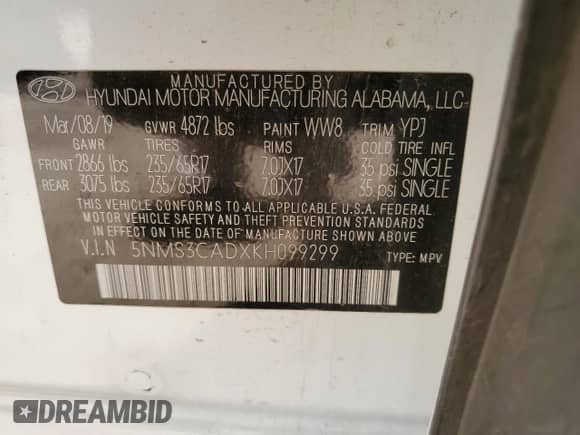 MANUFACTURED BY
HYUNDAI MOTOR MANUFACTURING ALABAMA, LLC
Mar/08/19 GVWR 4872 lbs PAINT WW8 TRIM YPJ
GAWR TIRES RIMS COLD TIRE INFL
FRONT 2866 lbs 235/65R17 7.0JX17 35 psi SINGLE
REAR 3075 lbs 235/65R17 7.0JX17 35 psi SINGLE
THIS VEHICLE CONFORMS TO ALL APPLICABLE U.S.A. FEDERAL
MOTOR VEHICLE SAFETY AND THEFT PREVENTION STANDARDS
IN EFFECT ON THE DATE OF MANUFACTURE SHOWN ABOVE.
V.I.N 5NMS3CADXKH099299 TYPE: MPV
DREAMBID